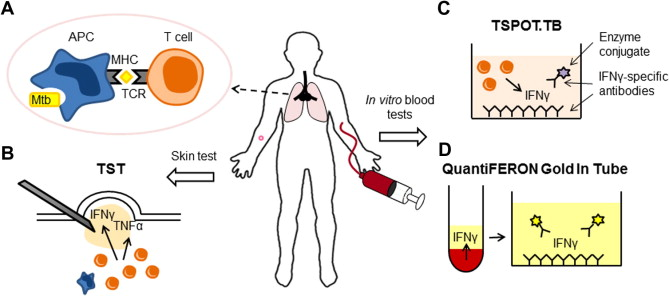 A
APC
T cell
MHC
TCR
Mtb
B
TST
Skin test
IFNγ
TNFα
In vitro blood
tests
C
TSPOT.TB
Enzyme
conjugate
IFNγ-specific
antibodies
IFNγ
D
QuantiFERON Gold In Tube
IFNγ
IFNγ